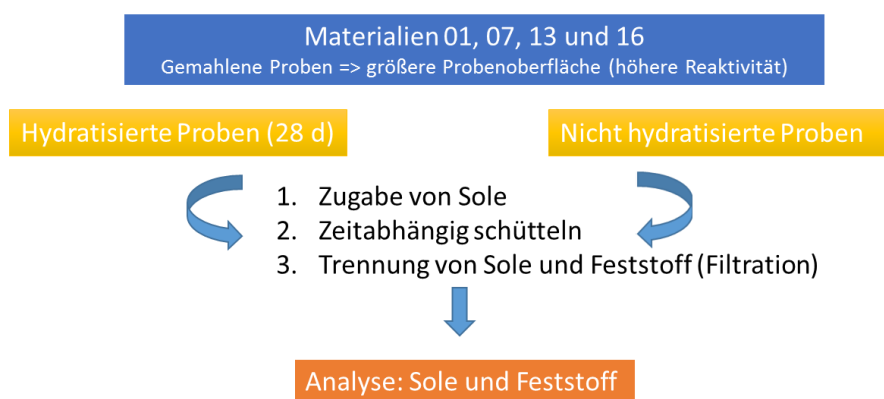 Materialien 01, 07, 13 und 16
Gemahlene Proben => größere Probenoberfläche (höhere Reaktivität)
Hydratisierte Proben (28 d)
Nicht hydratisierte Proben
1. Zugabe von Sole
2. Zeitabhängig schütteln
3. Trennung von Sole und Feststoff (Filtration)
Analyse: Sole und Feststoff